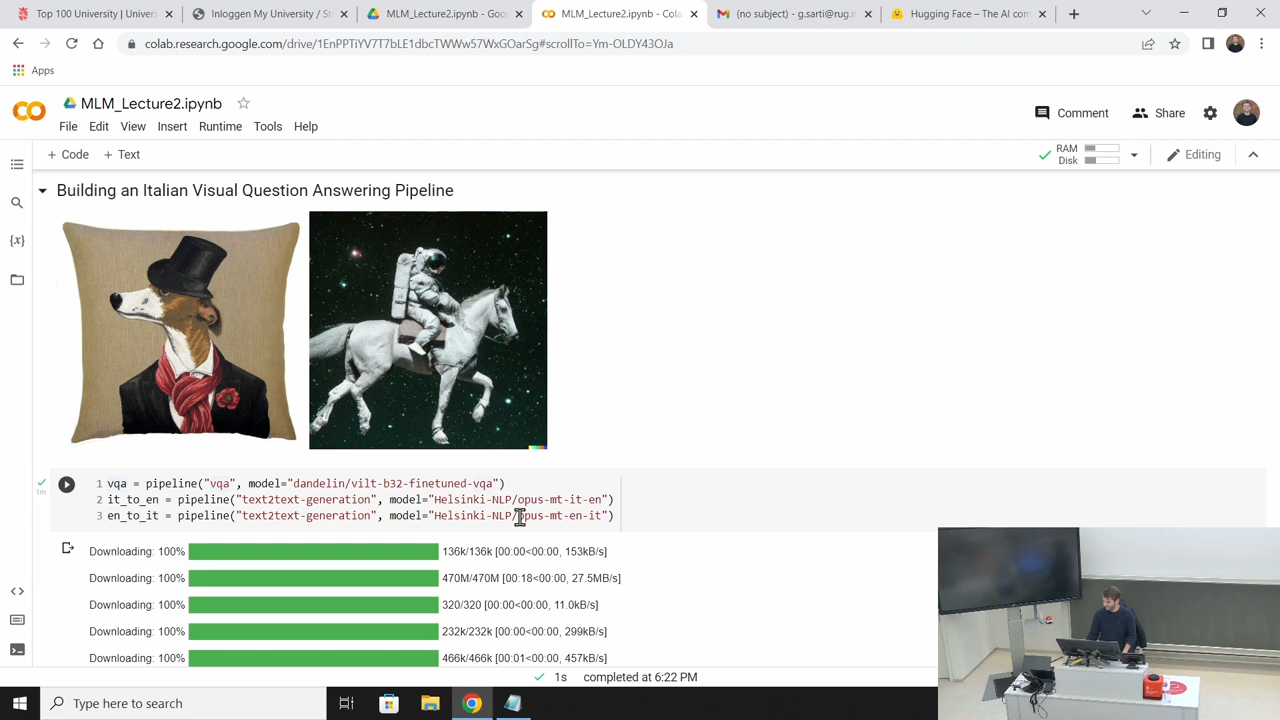 Top 100 University | Univers
Inloggen My University / St
MLM_Lecture2.ipynb - Goo
MLM_Lecture2.ipynb - Col
(no subject) - g.sarti@rug.n
Hugging Face – The AI com
colab.research.google.com/drive/1EnPPTiYV7T7bLE1dbcTWWw57WxGOarSg#scrollTo=Ym-OLDY43OJa
Apps
MLM_Lecture2.ipynb
Comment
Share
File Edit View Insert Runtime Tools Help
+ Code + Text
RAM
Disk
Editing
Building an Italian Visual Question Answering Pipeline
1 vqa = pipeline("vqa", model="dandelin/vilt-b32-finetuned-vqa")
2 it_to_en = pipeline("text2text-generation", model="Helsinki-NLP/opus-mt-it-en")
3 en_to_it = pipeline("text2text-generation", model="Helsinki-NLP/opus-mt-en-it")
1m
Downloading: 100% 136k/136k [00:00<00:00, 153kB/s]
Downloading: 100% 470M/470M [00:18<00:00, 27.5MB/s]
Downloading: 100% 320/320 [00:00<00:00, 11.0kB/s]
Downloading: 100% 232k/232k [00:00<00:00, 299kB/s]
Downloading: 100% 466k/466k [00:01<00:00, 457kB/s]
1s completed at 6:22 PM
Type here to search